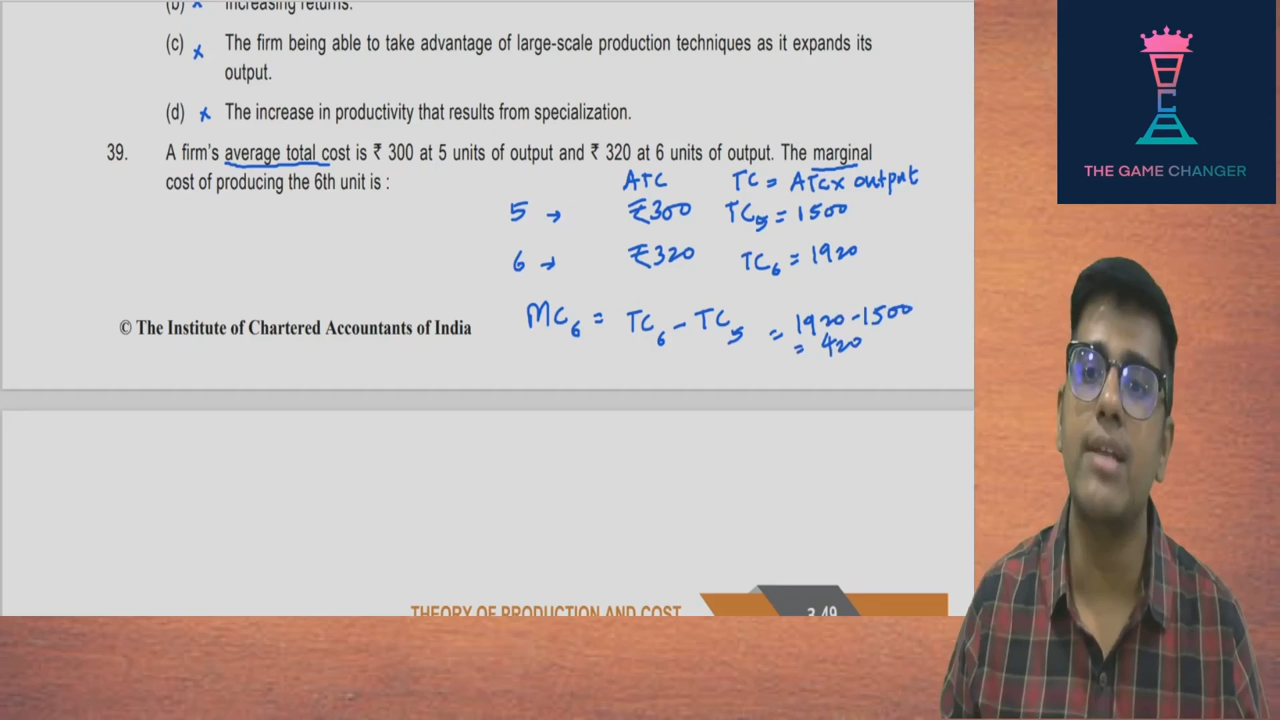 (b) × increasing returns.
(c) × The firm being able to take advantage of large-scale production techniques as it expands its
output.
(d) × The increase in productivity that results from specialization.
39. A firm's average total cost is ₹ 300 at 5 units of output and ₹ 320 at 6 units of output. The marginal
cost of producing the 6th unit is :
ATC TC = ATC × output
5 → ₹300 TC5 = 1500
6 → ₹320 TC6 = 1920
MC6 = TC6 - TC5 = 1920 - 1500
= 420
© The Institute of Chartered Accountants of India
THEORY OF PRODUCTION AND COST 3.49
THE GAME CHANGER